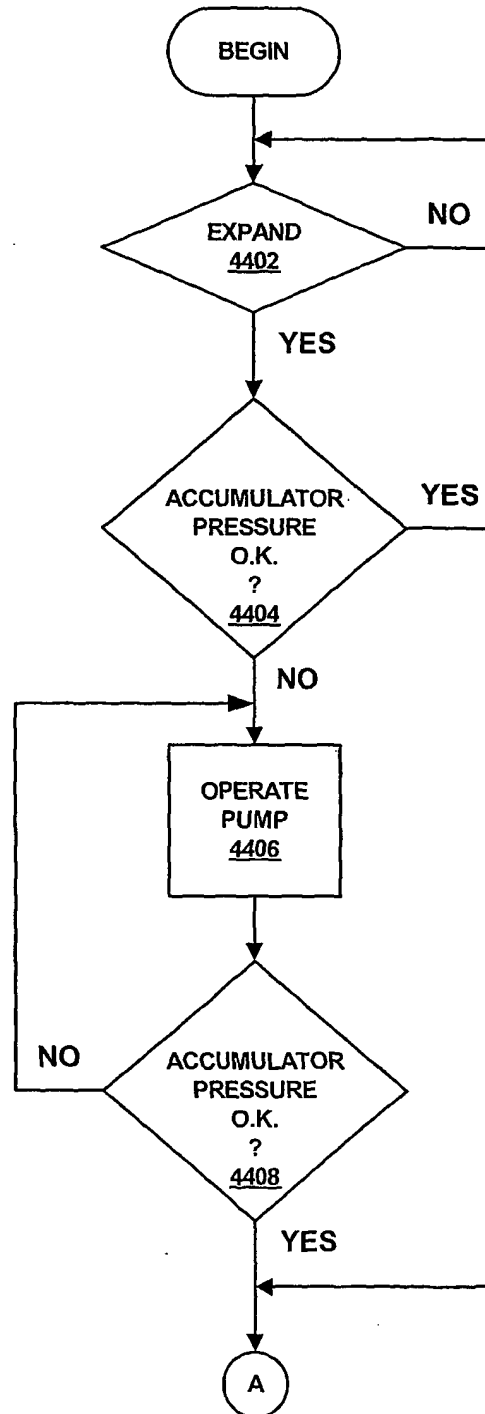 BEGIN
NO
EXPAND
4402
YES
ACCUMULATOR
PRESSURE
O.K.
?
4404
YES
NO
OPERATE
PUMP
4406
NO
ACCUMULATOR
PRESSURE
O.K.
?
4408
YES
A